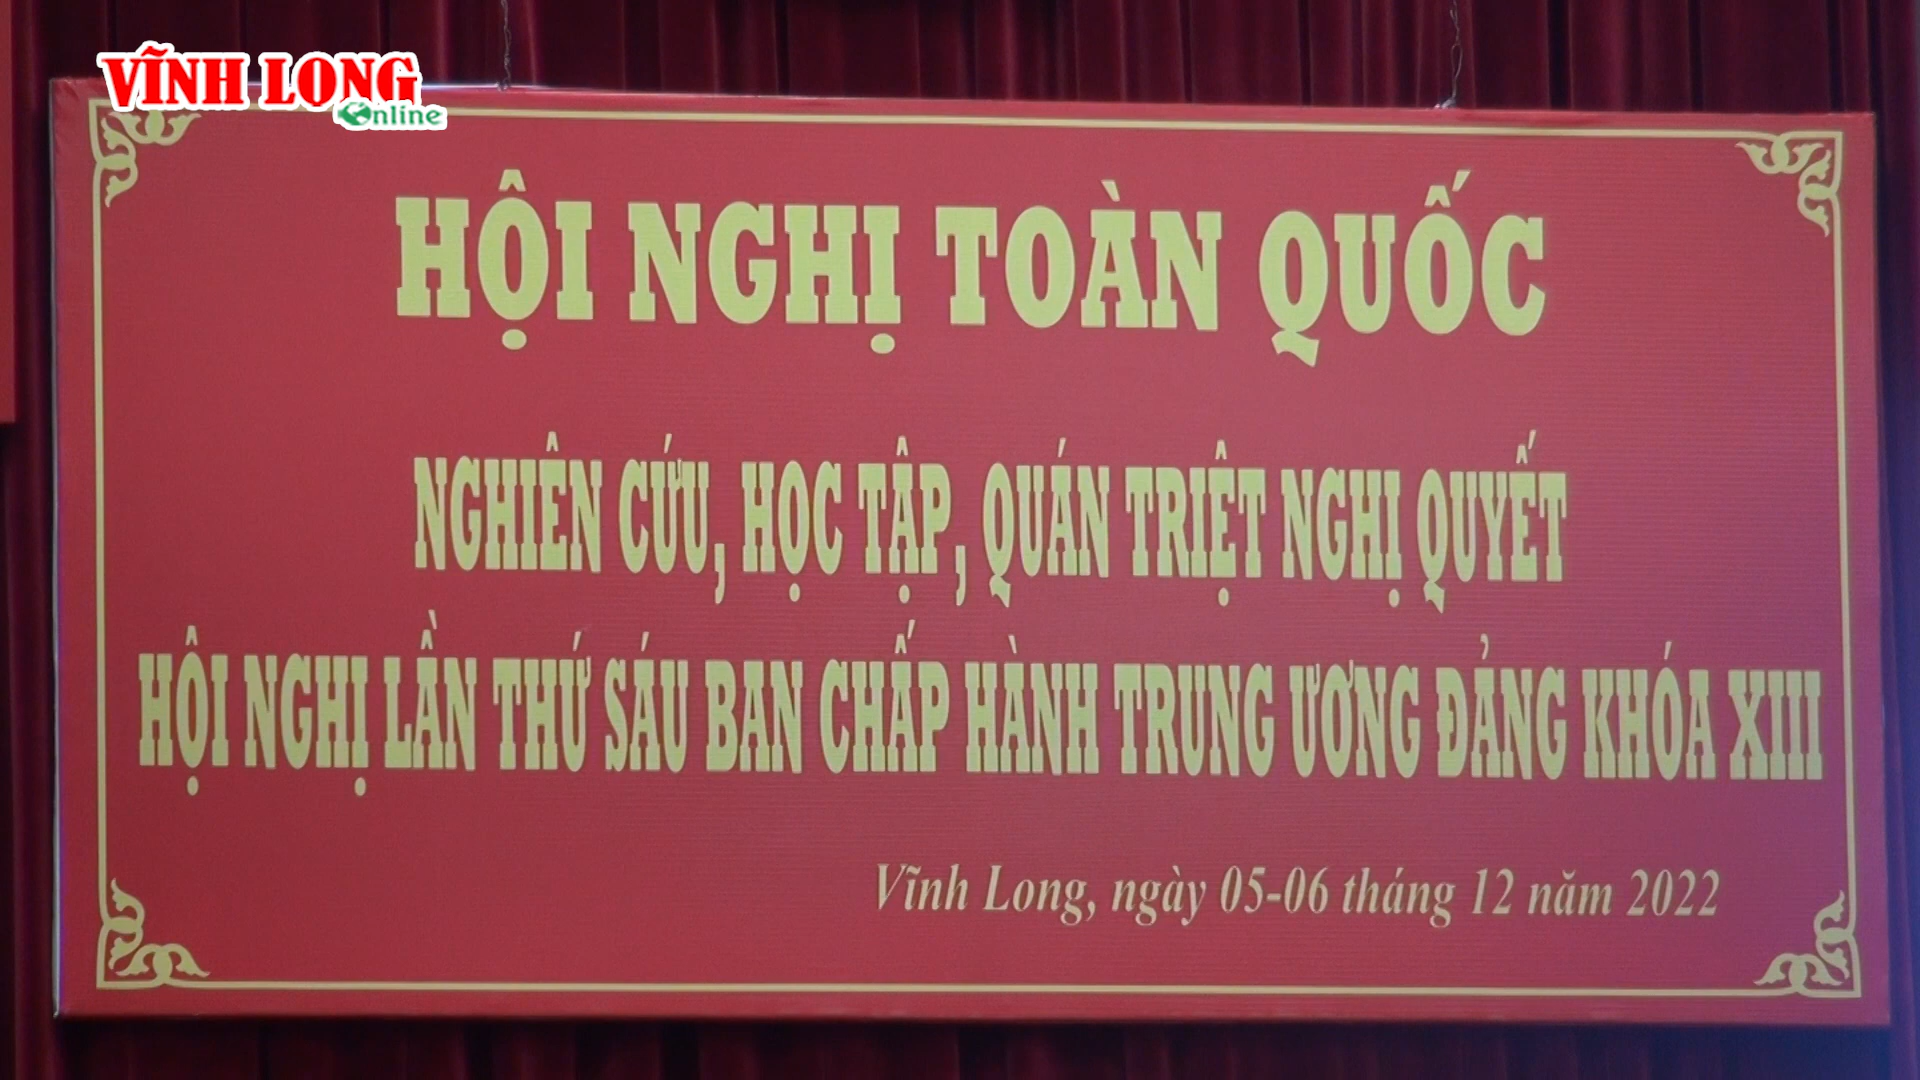 VĨNH LONG
Online
HỘI NGHỊ TOÀN QUỐC
NGHIÊN CỨU, HỌC TẬP, QUÁN TRIỆT NGHỊ QUYẾT
HỘI NGHỊ LẦN THỨ SÁU BAN CHẤP HÀNH TRUNG ƯƠNG ĐẢNG KHÓA XIII
Vĩnh Long, ngày 05-06 tháng 12 năm 2022